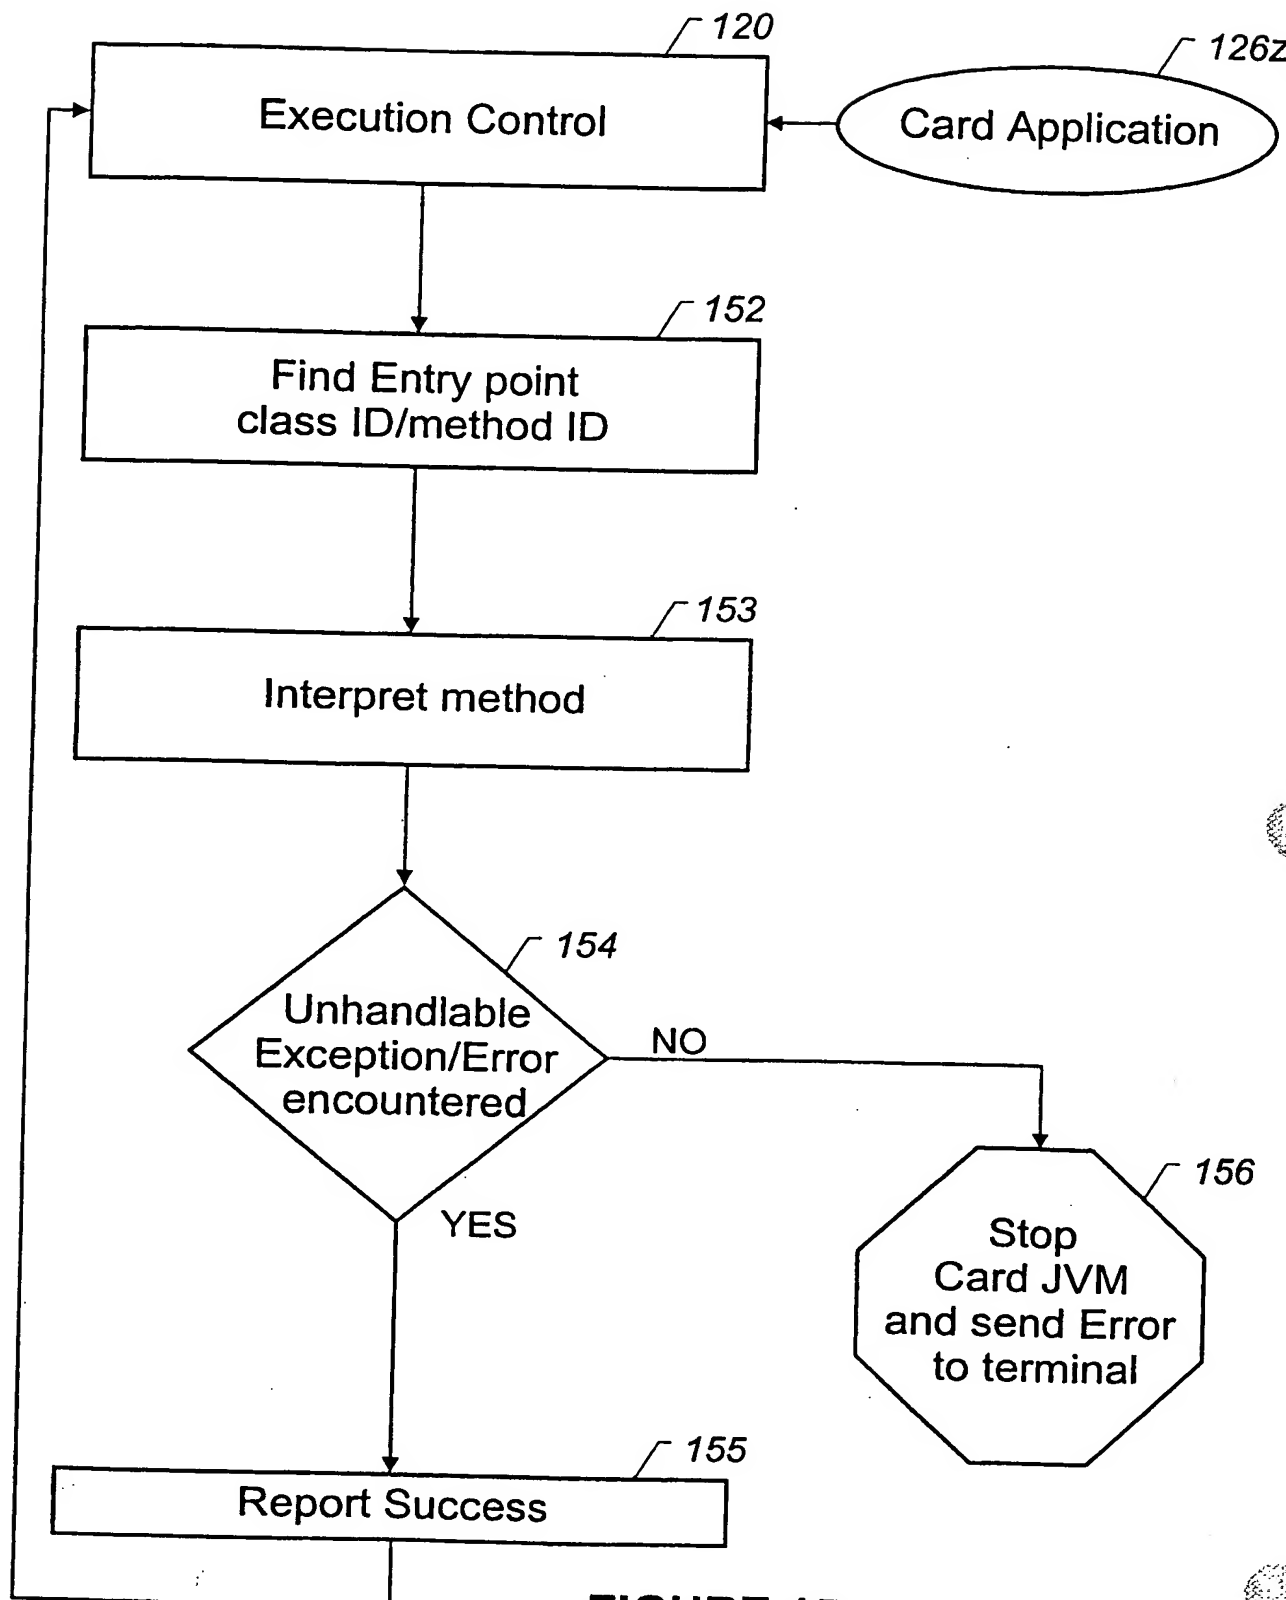 120
126z
Execution Control
Card Application
152
Find Entry point
class ID/method ID
153
Interpret method
154
Unhandlable
Exception/Error
encountered
NO
YES
156
Stop
Card JVM
and send Error
to terminal
155
Report Success
FIGURE